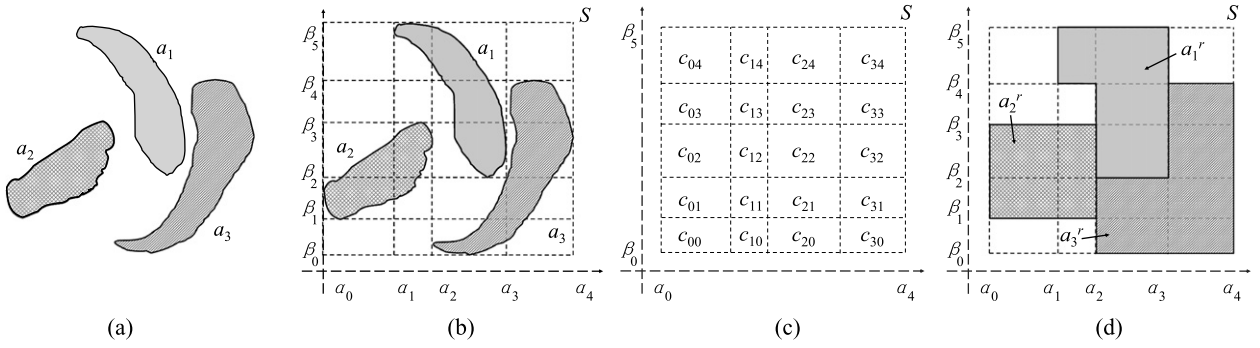 a₁
a₂
a₃
(a)
S
β₅
β₄
β₃
β₂
β₁
β₀
a₁
a₂
a₃
α₀ α₁ α₂ α₃ α₄
(b)
S
β₅
β₀
c₀₄ c₁₄ c₂₄ c₃₄
c₀₃ c₁₃ c₂₃ c₃₃
c₀₂ c₁₂ c₂₂ c₃₂
c₀₁ c₁₁ c₂₁ c₃₁
c₀₀ c₁₀ c₂₀ c₃₀
α₀ α₄
(c)
S
β₅
β₄
β₃
β₂
β₁
β₀
a₁ʳ
a₂ʳ
a₃ʳ
α₀ α₁ α₂ α₃ α₄
(d)